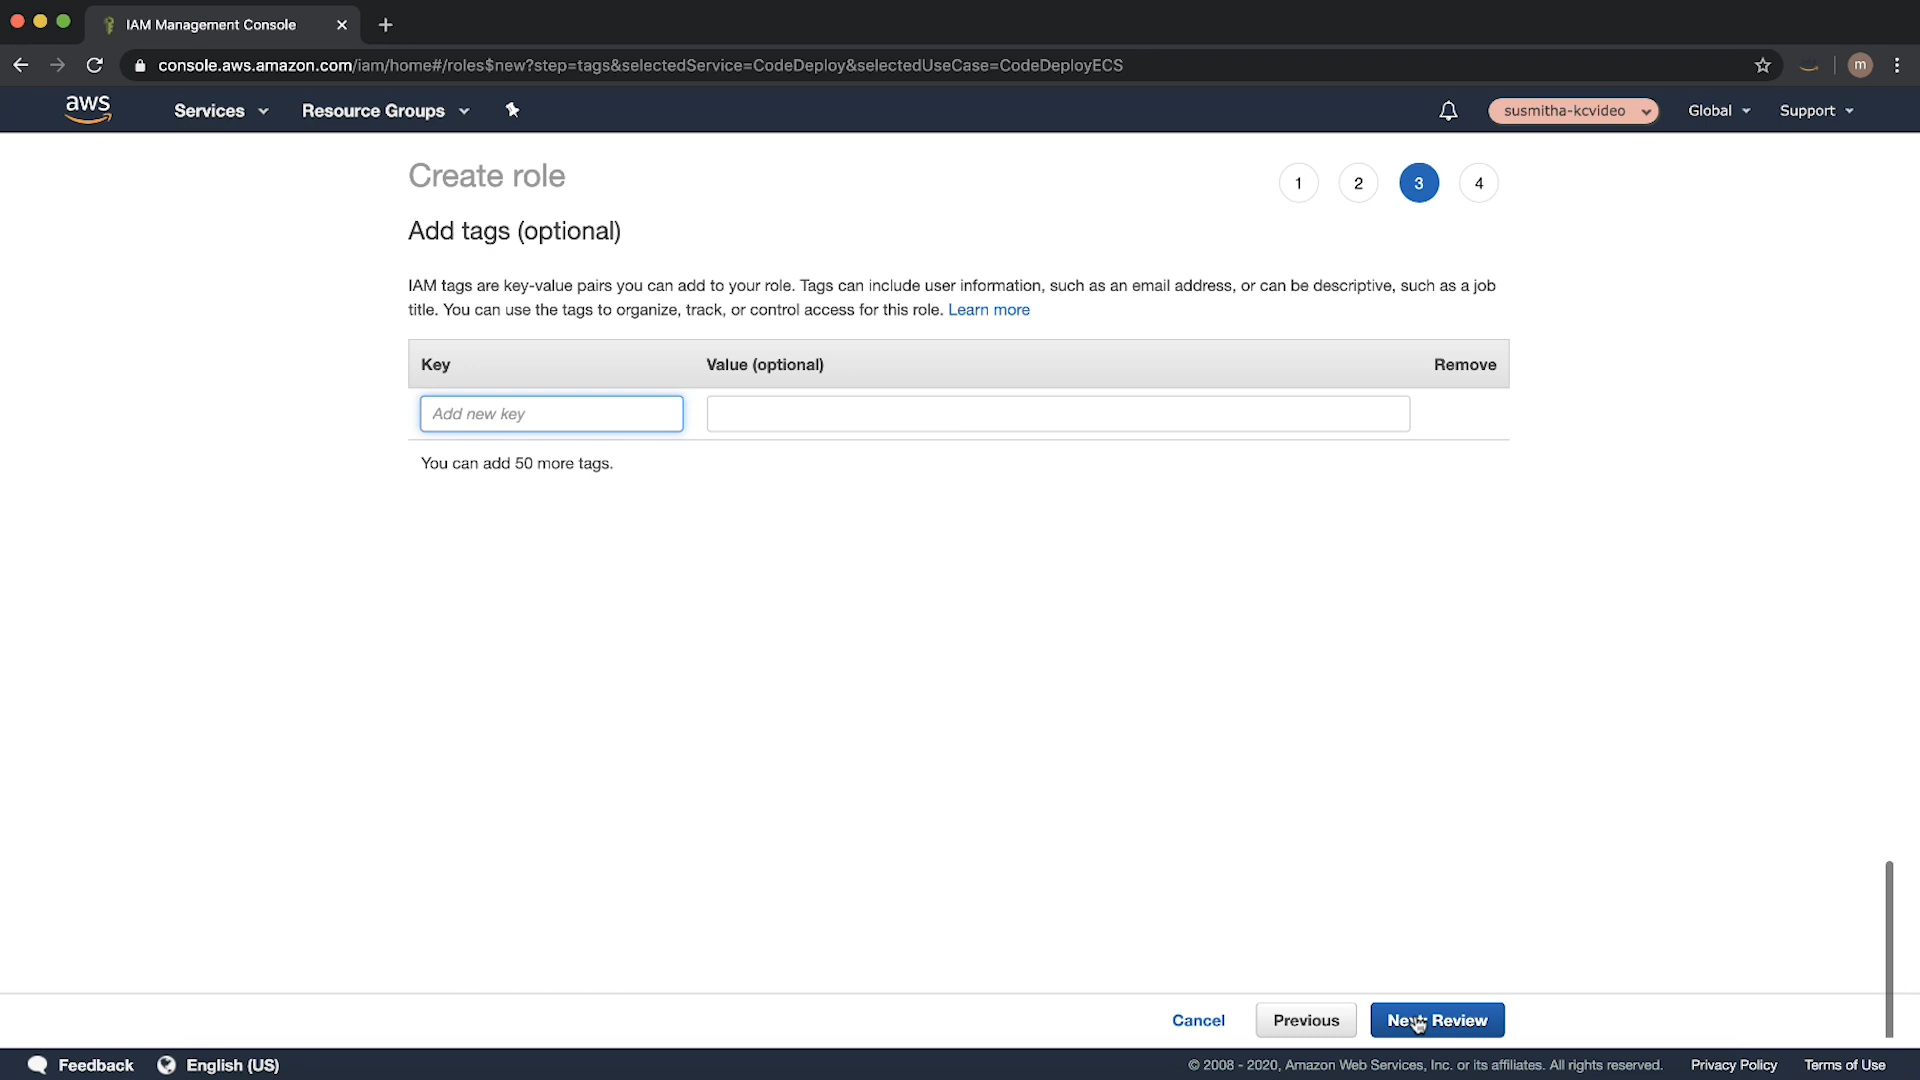 IAM Management Console
console.aws.amazon.com/iam/home#/roles$new?step=tags&selectedService=CodeDeploy&selectedUseCase=CodeDeployECS
m
aws
Services
Resource Groups
susmitha-kcvideo
Global
Support
Create role
1
2
3
4
Add tags (optional)
IAM tags are key-value pairs you can add to your role. Tags can include user information, such as an email address, or can be descriptive, such as a job
title. You can use the tags to organize, track, or control access for this role. Learn more
Key
Value (optional)
Remove
Add new key
You can add 50 more tags.
Cancel
Previous
Next: Review
Feedback
English (US)
© 2008 - 2020, Amazon Web Services, Inc. or its affiliates. All rights reserved.
Privacy Policy
Terms of Use